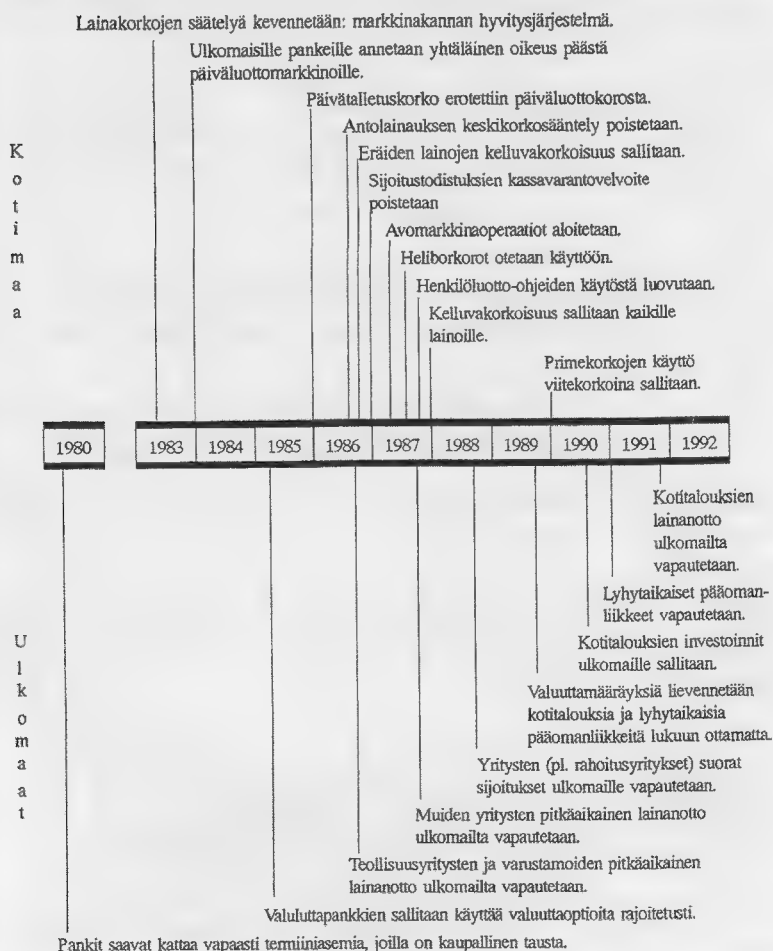 Lainakorkojen säätelyä kevennetään: markkinakannan hyvitysjärjestelmä.
Ulkomaisille pankeille annetaan yhtäläinen oikeus päästä
päiväluottomarkkinoille.
Päivätalletuskorko erotettiin päiväluottokorosta.
Antolainauksen keskikorkosääntely poistetaan.
Eräiden lainojen kelluvakorkoisuus sallitaan.
Sijoitustodistuksien kassavarantovelvoite
poistetaan
Avomarkkinaoperaatiot aloitetaan.
Heliborkorot otetaan käyttöön.
Henkilöluotto-ohjeiden käytöstä luovutaan.
Kelluvakorkoisuus sallitaan kaikille
lainoille.
Primekorkojen käyttö
viitekorkoina sallitaan.
Kotimaa
1980 1983 1984 1985 1986 1987 1988 1989 1990 1991 1992
Ulkomaat
Kotitalouksien
lainanotto
ulkomailta
vapautetaan.
Lyhytaikaiset pääoman-
liikkeet vapautetaan.
Kotitalouksien investoinnit
ulkomaille sallitaan.
Valuuttamääräyksiä lievennetään
kotitalouksia ja lyhytaikaisia
pääomanliikkeitä lukuun ottamatta.
Yritysten (pl. rahoitusyritykset) suorat
sijoitukset ulkomaille vapautetaan.
Muiden yritysten pitkäaikainen lainanotto
ulkomailta vapautetaan.
Teollisuusyritysten ja varustamoiden pitkäaikainen
lainanotto ulkomailta vapautetaan.
Valuluttapankkien sallitaan käyttää valuuttaoptioita rajoitetusti.
Pankit saavat kattaa vapaasti termiiniasemia, joilla on kaupallinen tausta.